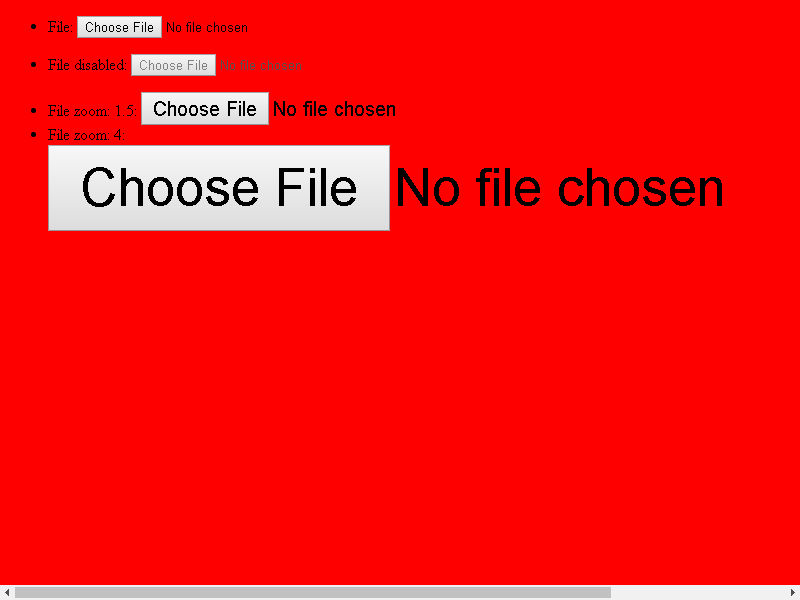 File: Choose File No file chosen
File disabled: Choose File no file chosen
File zoom: 1.5: Choose File No file chosen
File zoom: 4:
Choose File No file chosen